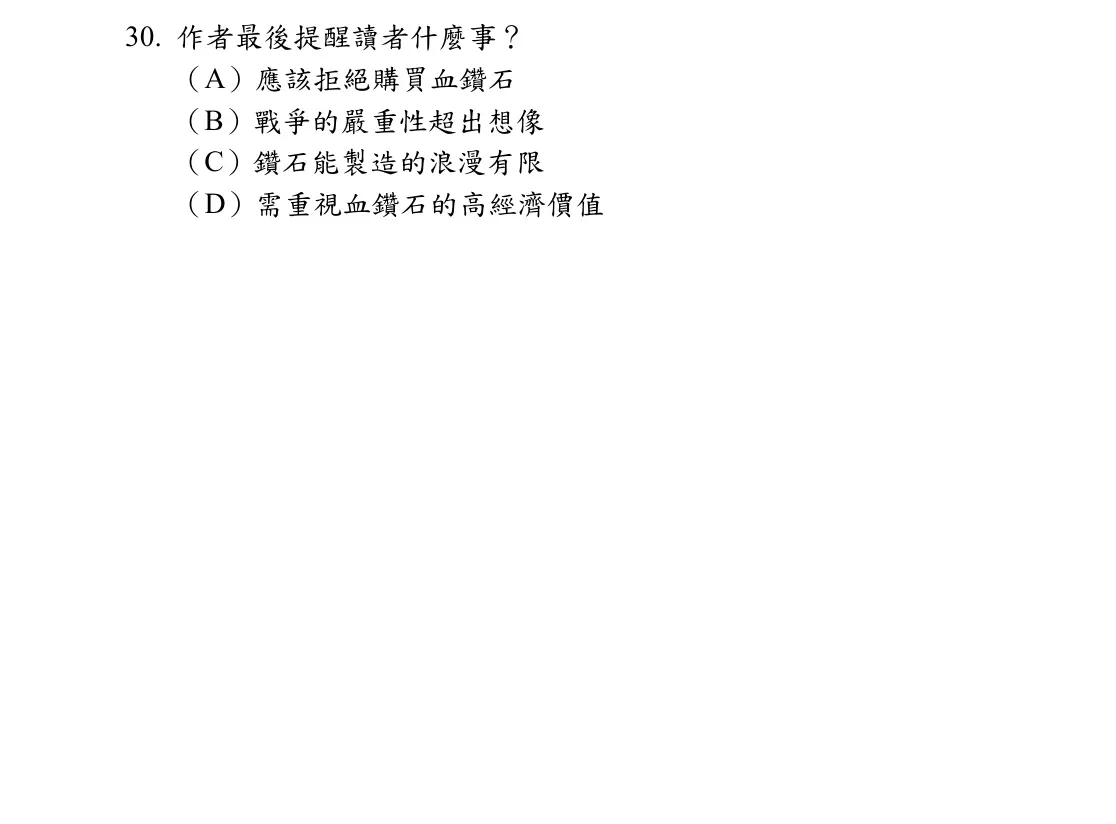 30. 作者最後提醒讀者什麼事？
（A）應該拒絕購買血鑽石
（B）戰爭的嚴重性超出想像
（C）鑽石能製造的浪漫有限
（D）需重視血鑽石的高經濟價值